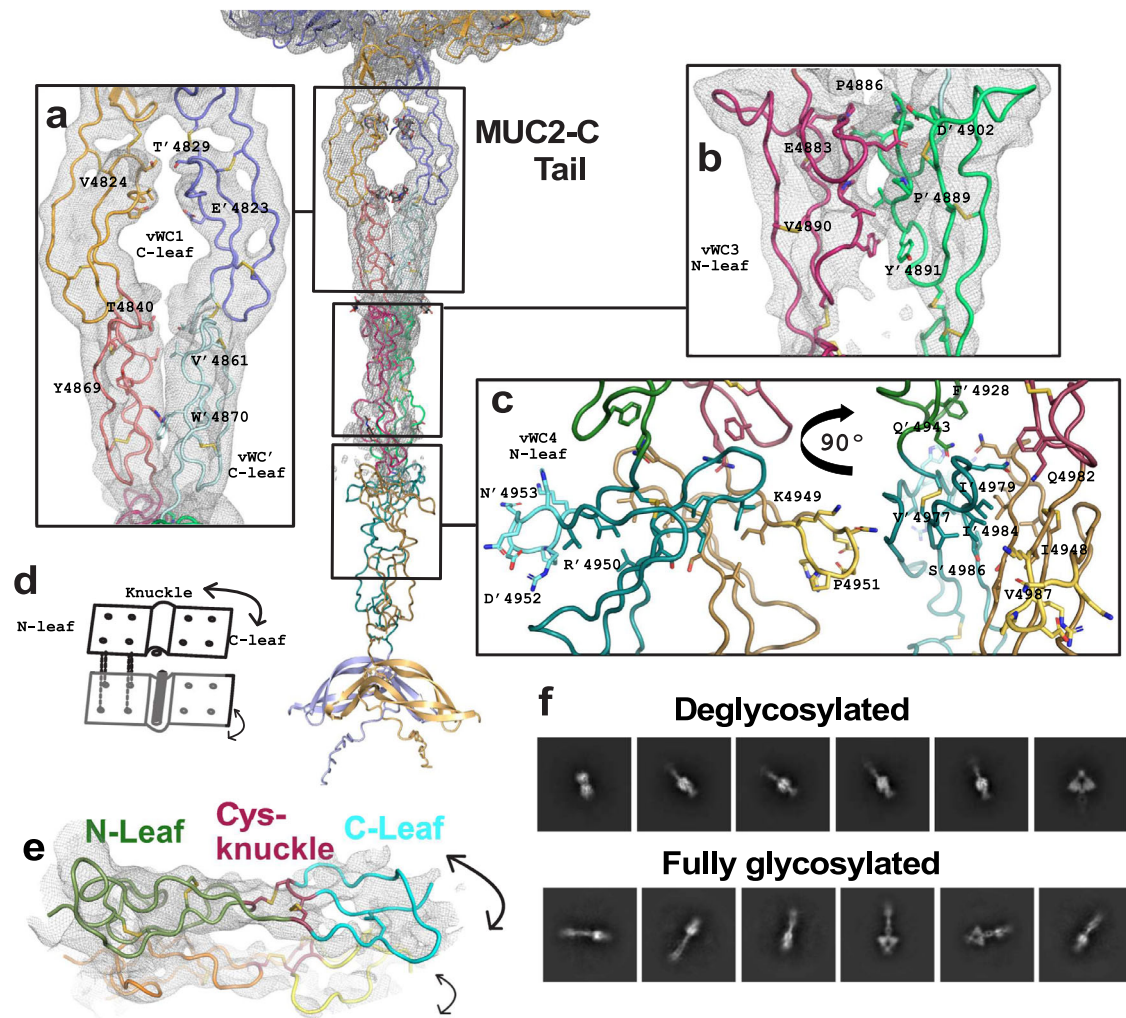 a
T'4829
V4824
E'4823
vWC1
C-leaf
T4840
V'4861
Y4869
W'4870
vWC'
C-leaf
MUC2-C
Tail
b
P4886
D'4902
E4883
P'4889
vWC3
N-leaf
V4890
Y'4891
c
vWC4
N-leaf
90°
F'4928
Q'4943
N'4953
K4949
I'4979
Q4982
V'4977
I'4984
R'4950
I4948
D'4952
P4951
S'4986
V4987
d
Knuckle
N-leaf
C-leaf
e
N-Leaf
Cys-
knuckle
C-Leaf
f
Deglycosylated
Fully glycosylated